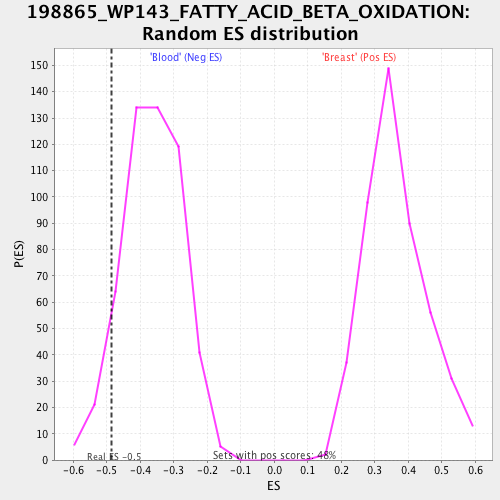 198865_WP143_FATTY_ACID_BETA_OXIDATION:
Random ES distribution
'Blood' (Neg ES)
'Breast' (Pos ES)
P(ES)
150
140
130
120
110
100
90
80
70
60
50
40
30
20
10
0
Real ES -0.5
Sets with pos scores: 48%
-0.6 -0.5 -0.4 -0.3 -0.2 -0.1 0.0 0.1 0.2 0.3 0.4 0.5 0.6
ES